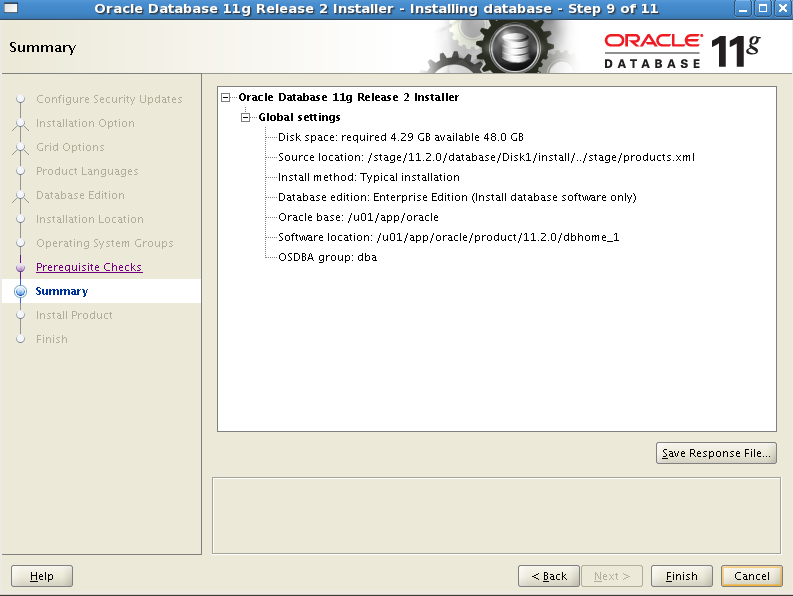 Oracle Database 11g Release 2 Installer - Installing database - Step 9 of 11
Summary
ORACLE
DATABASE
11g
Configure Security Updates
Installation Option
Grid Options
Product Languages
Database Edition
Installation Location
Operating System Groups
Prerequisite Checks
Summary
Install Product
Finish
Oracle Database 11g Release 2 Installer
Global settings
Disk space: required 4.29 GB available 48.0 GB
Source location: /stage/11.2.0/database/Disk1/install/../stage/products.xml
Install method: Typical installation
Database edition: Enterprise Edition (Install database software only)
Oracle base: /u01/app/oracle
Software location: /u01/app/oracle/product/11.2.0/dbhome_1
OSDBA group: dba
Save Response File...
Help
< Back
Next >
Finish
Cancel